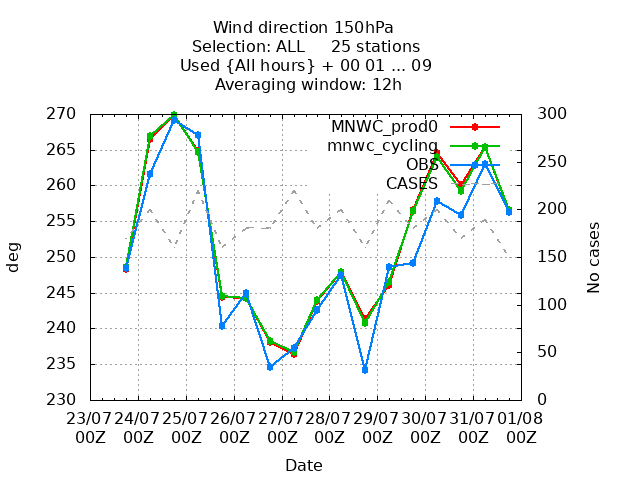 Wind direction 150hPa
Selection: ALL     25 stations
Used {All hours} + 00 01 ... 09
Averaging window: 12h
270
265
260
255
250
245
240
235
230
deg
300
250
200
150
100
50
0
No cases
MNWC_prod0
mnwc_cycling
OBS
CASES
23/07 24/07 25/07 26/07 27/07 28/07 29/07 30/07 31/07 01/08
00Z 00Z 00Z 00Z 00Z 00Z 00Z 00Z 00Z 00Z
Date